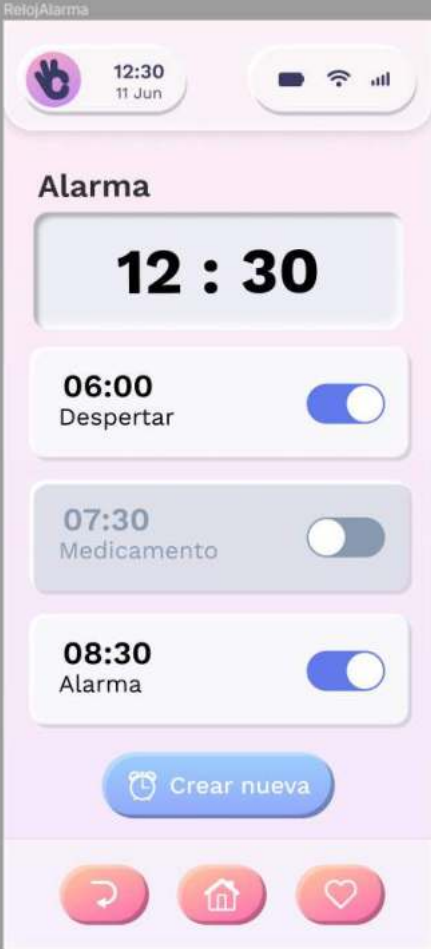 RelojAlarma
12:30
11 Jun
Alarma
12 : 30
06:00
Despertar
07:30
Medicamento
08:30
Alarma
Crear nueva